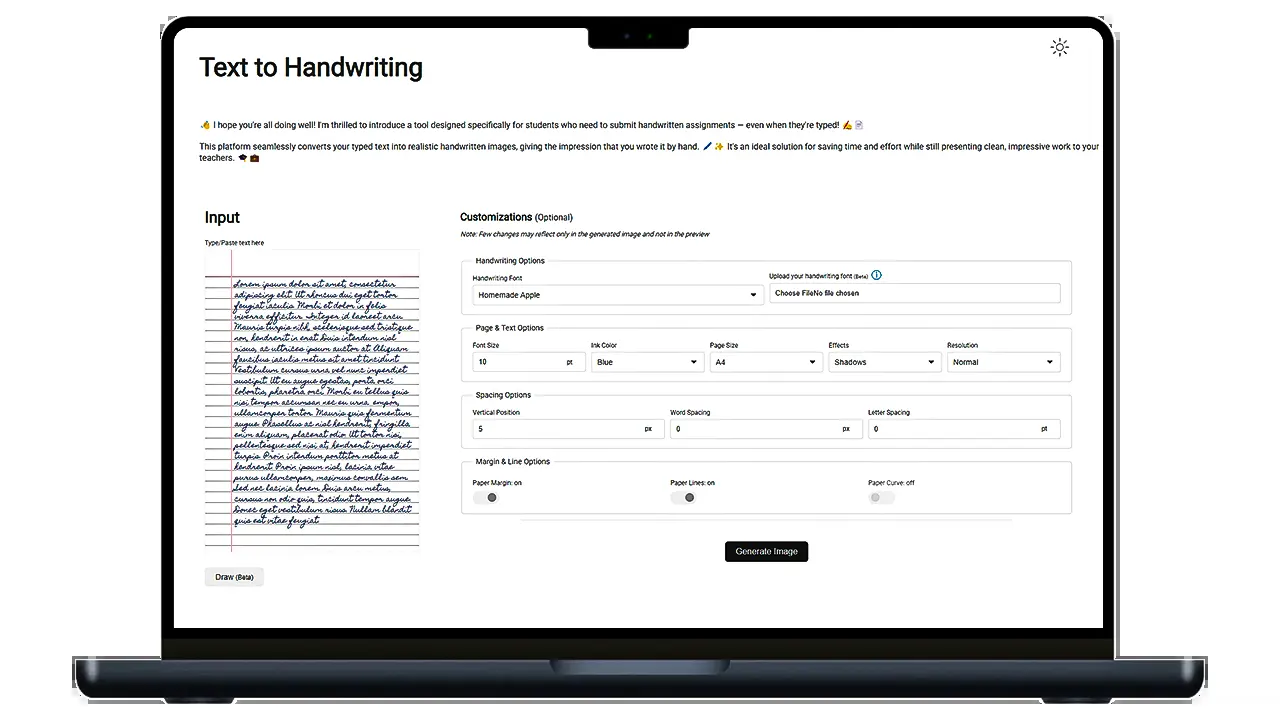 Text to Handwriting
👋 I hope you're all doing well! I'm thrilled to introduce a tool designed specifically for students who need to submit handwritten assignments — even when they're typed! ✍️📄
This platform seamlessly converts your typed text into realistic handwritten images, giving the impression that you wrote it by hand. 🖊️ ✨ It's an ideal solution for saving time and effort while still presenting clean, impressive work to your
teachers. 🎓 💼
Input
Type/Paste text here
Lorem ipsum dolor sit amet, consectetur
adipiscing elit. Ut rhoncus dui eget tortor
feugiat iaculis. Morbi et dolor in felis
viverra efficitur. Integer id laoreet arcu.
Mauris turpis nibh, scelerisque sed tristique
non, hendrerit in erat. Duis interdum nisl
risus, ac ultrices ipsum auctor at. Aliquam
faucibus iaculis metus sit amet tincidunt.
Vestibulum cursus urna vel nunc imperdiet
suscipit. Ut eu augue egestas, porta orci
lobortis, pharetra orci. Morbi eu tellus quis
nisi tempor accumsan nec eu urna. empor,
ullamcorper tortor. Mauris quis fermentum
augue. Phasellus ac nisl hendrerit, fringilla
enim aliquam, placerat odio. Ut tortor nisi,
pellentesque sed nisi at, hendrerit imperdiet
turpis. Proin interdum porttitor metus at
hendrerit. Proin ipsum nisl, lacinia vitae
purus ullamcorper, maximus convallis sem.
Sed nec lacinia lorem. Duis arcu metus,
cursus non odio quis, tincidunt tempor augue.
Donec eget vestibulum risus. Nullam blandit
quis est vitae feugiat.
Draw (Beta)
Customizations (Optional)
Note: Few changes may reflect only in the generated image and not in the preview
Handwriting Options
Handwriting Font
Upload your handwriting font (Beta)
Homemade Apple
Choose FileNo file chosen
Page & Text Options
Font Size
Ink Color
Page Size
Effects
Resolution
10 pt
Blue
A4
Shadows
Normal
Spacing Options
Vertical Position
Word Spacing
Letter Spacing
5 px
0 px
0 pt
Margin & Line Options
Paper Margin: on
Paper Lines: on
Paper Curve: off
Generate Image